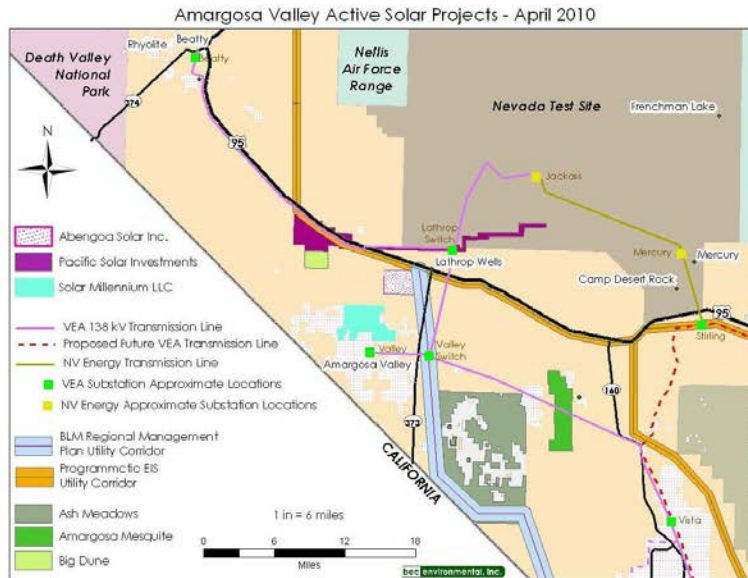 Amargosa Valley Active Solar Projects - April 2010
Death Valley
National
Park
Rhyolite
Beatty
Beatty
Nellis
Air Force
Range
Nevada Test Site
Frenchman Lake
374
95
N
Jackass
Lathrop
Switch
Lathrop Wells
Mercury
Mercury
Camp Desert Rock
95
Stirling
Valley
Amargosa Valley
Valley
Switch
160
373
CALIFORNIA
Vista
Abengoa Solar Inc.
Pacific Solar Investments
Solar Millennium LLC
VEA 138 kV Transmission Line
Proposed Future VEA Transmission Line
NV Energy Transmission Line
VEA Substation Approximate Locations
NV Energy Approximate Substation Locations
BLM Regional Management
Plan Utility Corridor
Programmatic EIS
Utility Corridor
Ash Meadows
Amargosa Mesquite
Big Dune
1 in = 6 miles
0 3 6 12 18
Miles
bec environmental, inc.